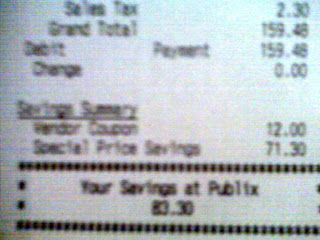 Sales Tax 2.30
Grand Total 159.48
Debit Payment 159.48
Change 0.00
Savings Summary
Vendor Coupon 12.00
Special Price Savings 71.30
****************************************
* Your Savings at Publix *
* 83.30 *
****************************************